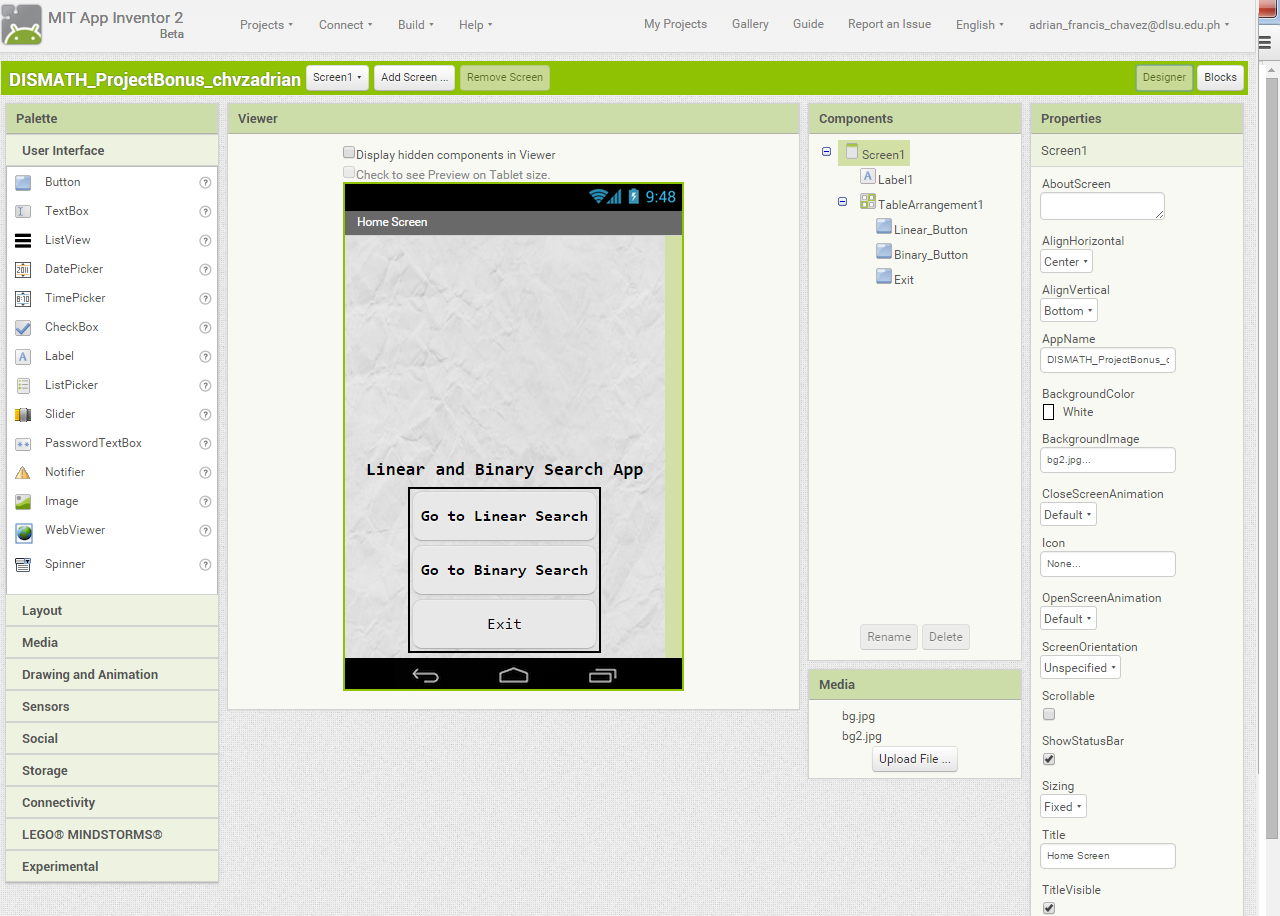 MIT App Inventor 2
Beta
Projects Connect Build Help My Projects Gallery Guide Report an Issue English adrian_francis_chavez@dlsu.edu.ph
DISMATH_ProjectBonus_chvzadrian Screen1 Add Screen ... Remove Screen Designer Blocks
Palette
User Interface
Button ?
TextBox ?
ListView ?
DatePicker ?
TimePicker ?
CheckBox ?
Label ?
ListPicker ?
Slider ?
PasswordTextBox ?
Notifier ?
Image ?
WebViewer ?
Spinner ?
Layout
Media
Drawing and Animation
Sensors
Social
Storage
Connectivity
LEGO® MINDSTORMS®
Experimental
Viewer
Display hidden components in Viewer
Check to see Preview on Tablet size.
9:48
Home Screen
Linear and Binary Search App
Go to Linear Search
Go to Binary Search
Exit
Components
Screen1
A Label1
TableArrangement1
Linear_Button
Binary_Button
Exit
Rename Delete
Media
bg.jpg
bg2.jpg
Upload File ...
Properties
Screen1
AboutScreen
AlignHorizontal
Center
AlignVertical
Bottom
AppName
DISMATH_ProjectBonus_c
BackgroundColor
White
BackgroundImage
bg2.jpg...
CloseScreenAnimation
Default
Icon
None...
OpenScreenAnimation
Default
ScreenOrientation
Unspecified
Scrollable
ShowStatusBar
Sizing
Fixed
Title
Home Screen
TitleVisible